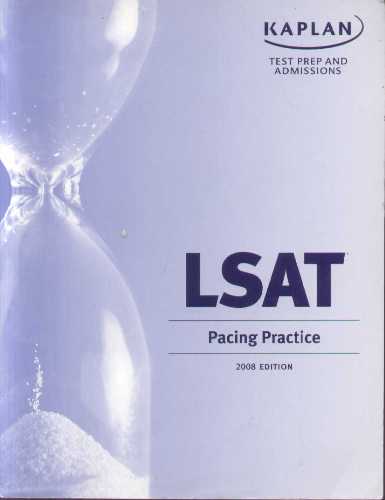 KAPLAN
TEST PREP AND
ADMISSIONS
LSAT
Pacing Practice
2008 EDITION